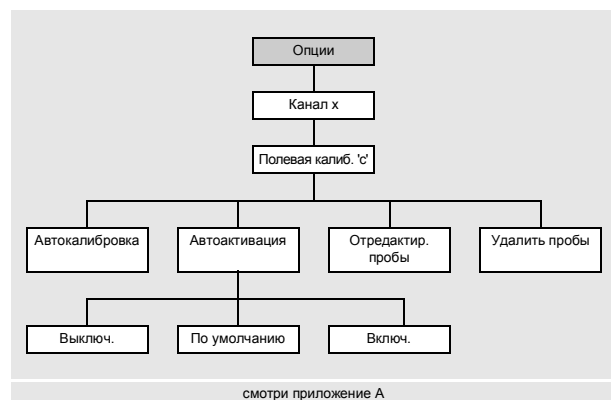 Опции
Канал x
Полевая калиб. 'c'
Автокалибровка
Автоактивация
Отредактир.
пробы
Удалить пробы
Выключ.
По умолчанию
Включ.
смотри приложение A